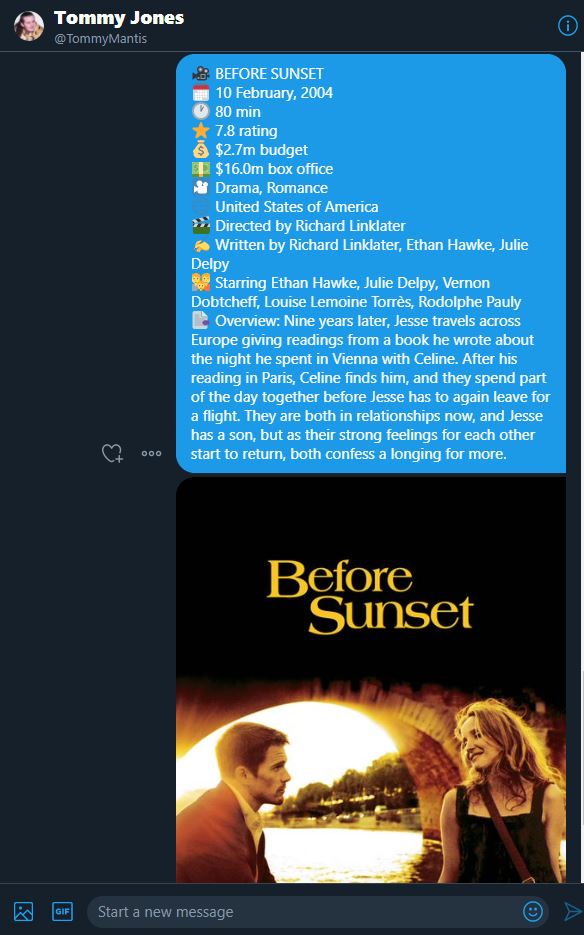 Tommy Jones
@TommyMantis
🎥 BEFORE SUNSET
📅 10 February, 2004
🕐 80 min
⭐ 7.8 rating
💰 $2.7m budget
💵 $16.0m box office
🎦 Drama, Romance
🌐 United States of America
🎬 Directed by Richard Linklater
✍ Written by Richard Linklater, Ethan Hawke, Julie
Delpy
👫 Starring Ethan Hawke, Julie Delpy, Vernon
Dobtcheff, Louise Lemoine Torrès, Rodolphe Pauly
📝 Overview: Nine years later, Jesse travels across
Europe giving readings from a book he wrote about
the night he spent in Vienna with Celine. After his
reading in Paris, Celine finds him, and they spend part
of the day together before Jesse has to again leave for
a flight. They are both in relationships now, and Jesse
has a son, but as their strong feelings for each other
start to return, both confess a longing for more.
Before
Sunset
GIF
Start a new message